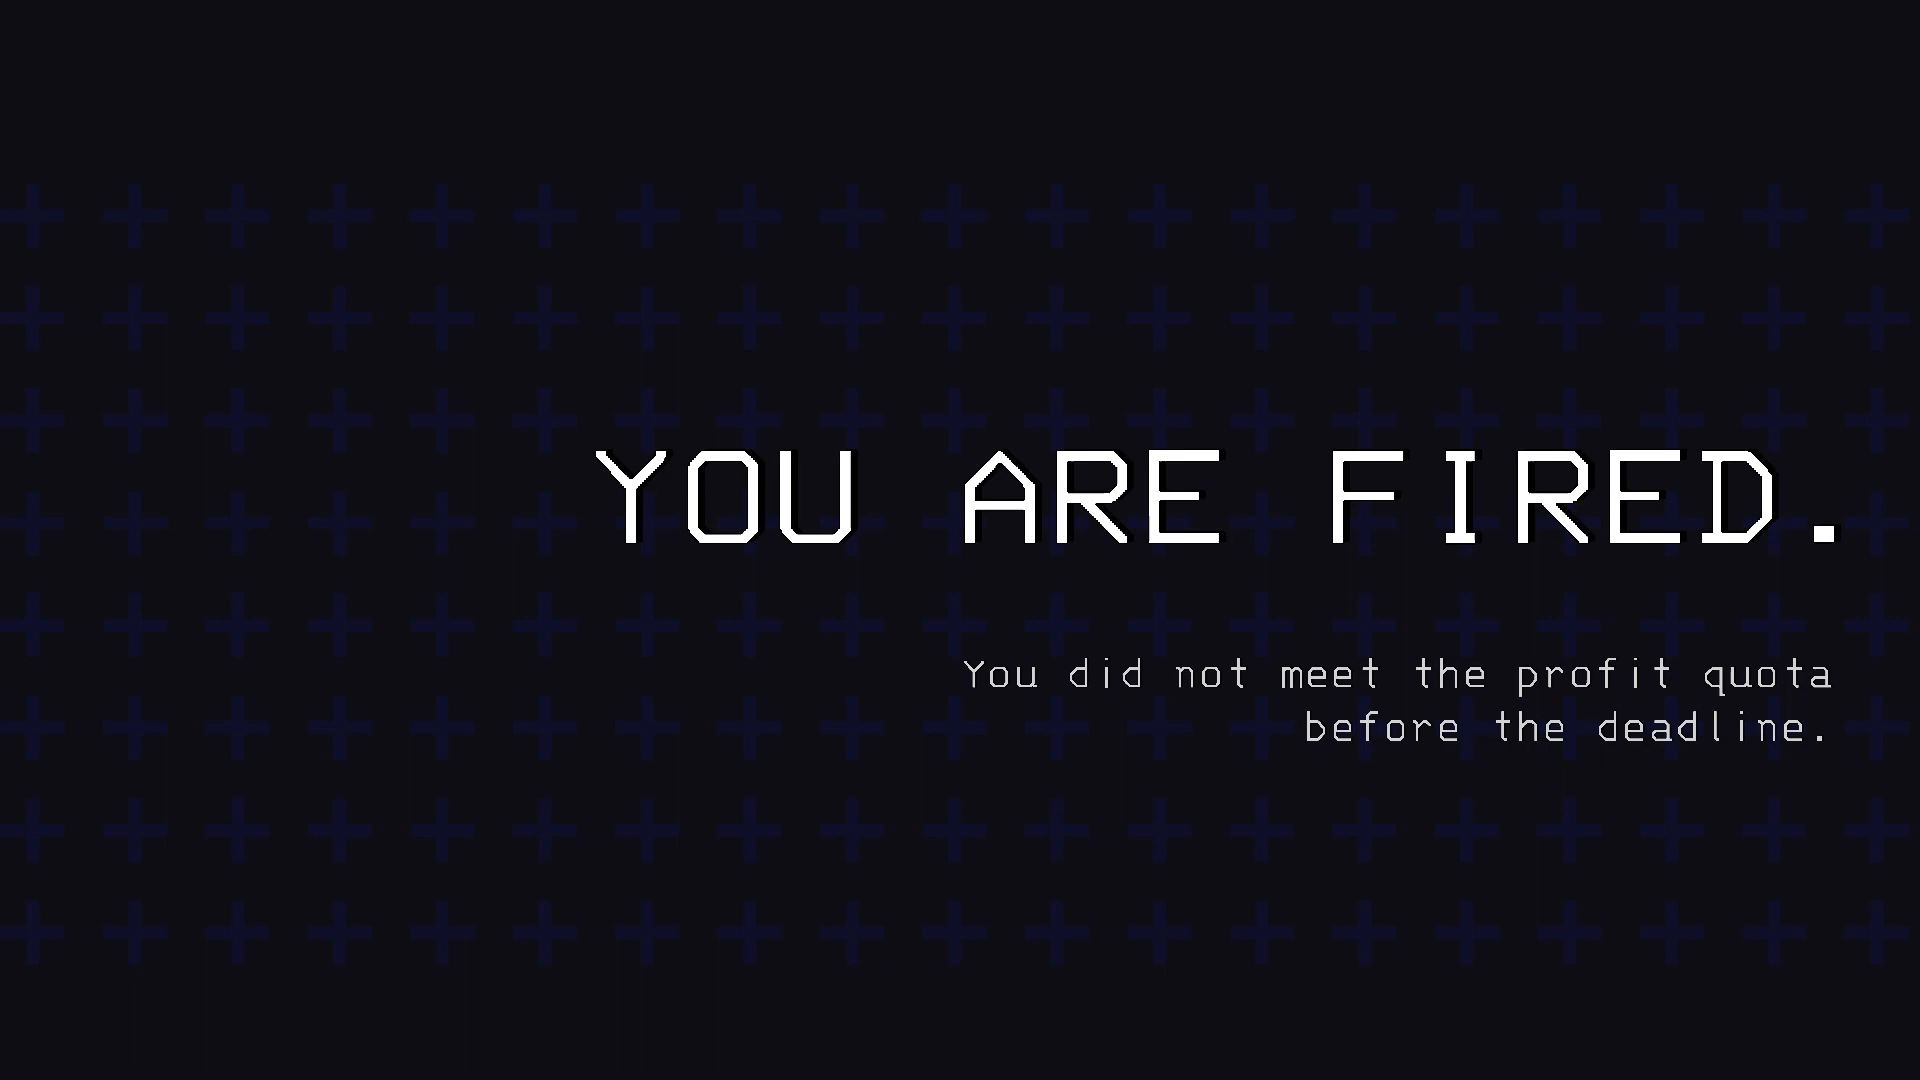 YOU ARE FIRED.
You did not meet the profit quota
before the deadline.